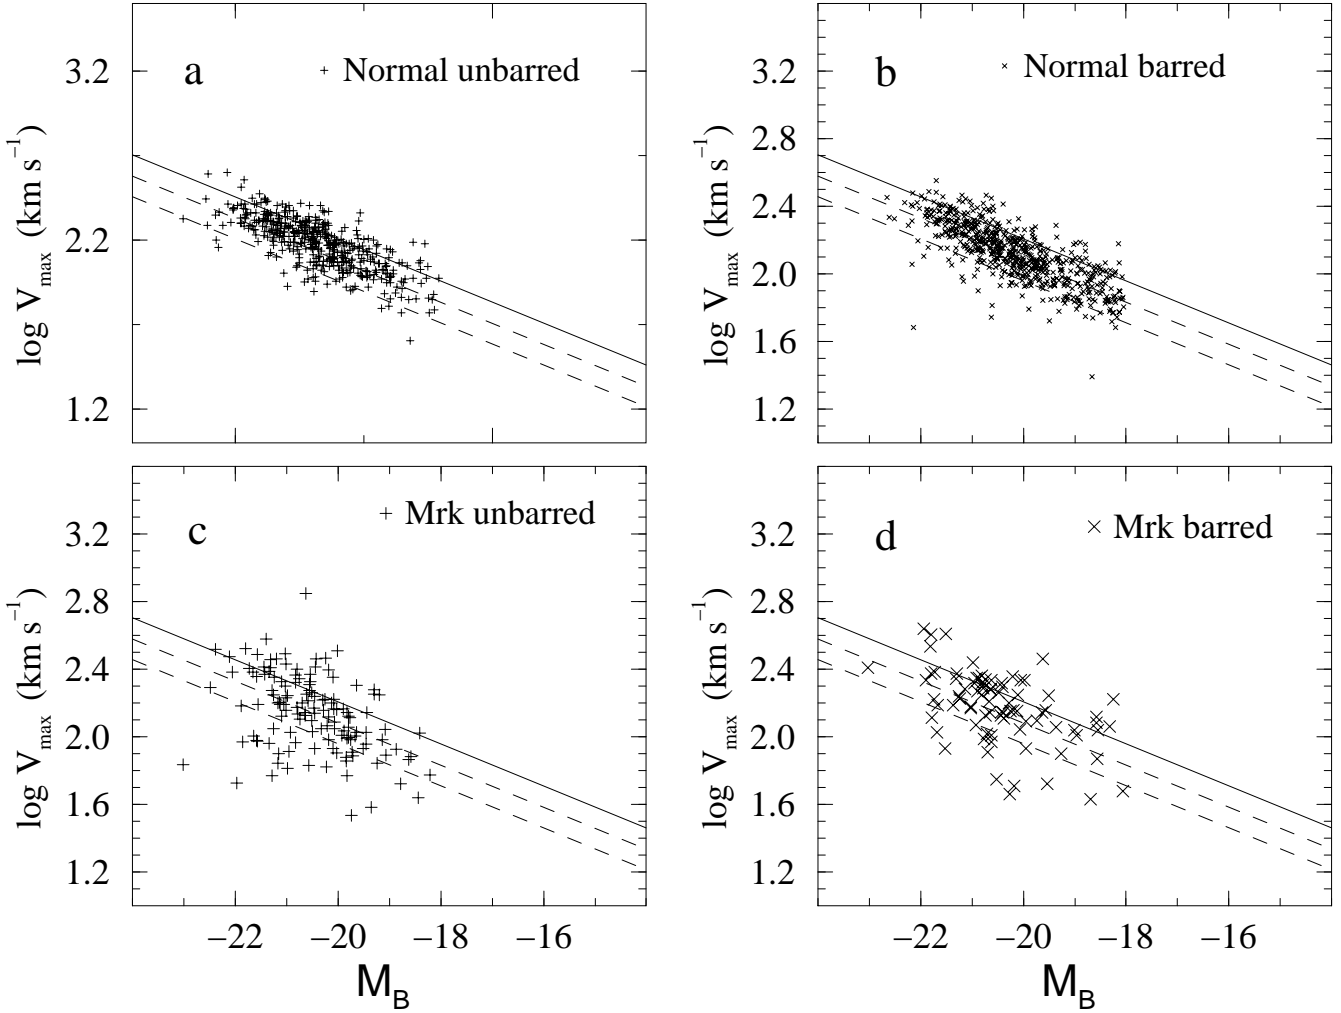 a
+ Normal unbarred
3.2
2.2
1.2
log V_max (km s^−1)
b
× Normal barred
3.2
2.8
2.4
2.0
1.6
1.2
log V_max (km s^−1)
c
+ Mrk unbarred
3.2
2.8
2.4
2.0
1.6
1.2
log V_max (km s^−1)
−22 −20 −18 −16
M_B
d
× Mrk barred
3.2
2.8
2.4
2.0
1.6
1.2
log V_max (km s^−1)
−22 −20 −18 −16
M_B